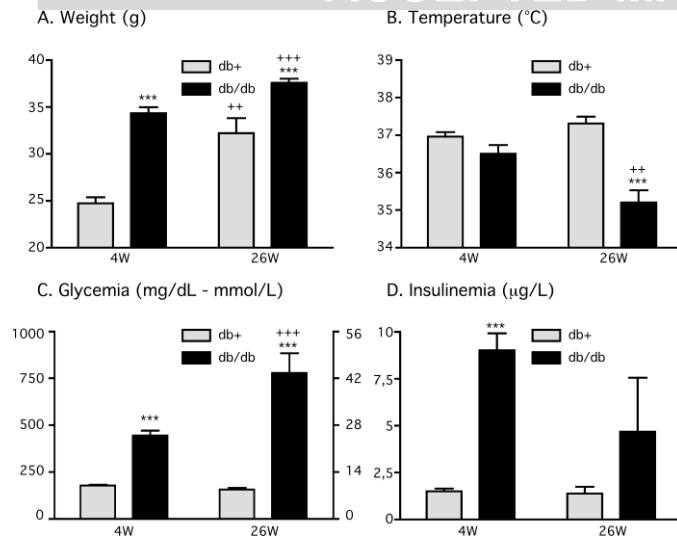 A. Weight (g)
B. Temperature (°C)
40
35
30
25
20
db+
db/db
***
++
+++
***
4W
26W
39
38
37
36
35
34
db+
db/db
++
***
4W
26W
C. Glycemia (mg/dL - mmol/L)
D. Insulinemia (µg/L)
1000
750
500
250
0
db+
db/db
***
+++
***
56
42
28
14
0
4W
26W
10
7,5
5
2,5
0
***
db+
db/db
4W
26W